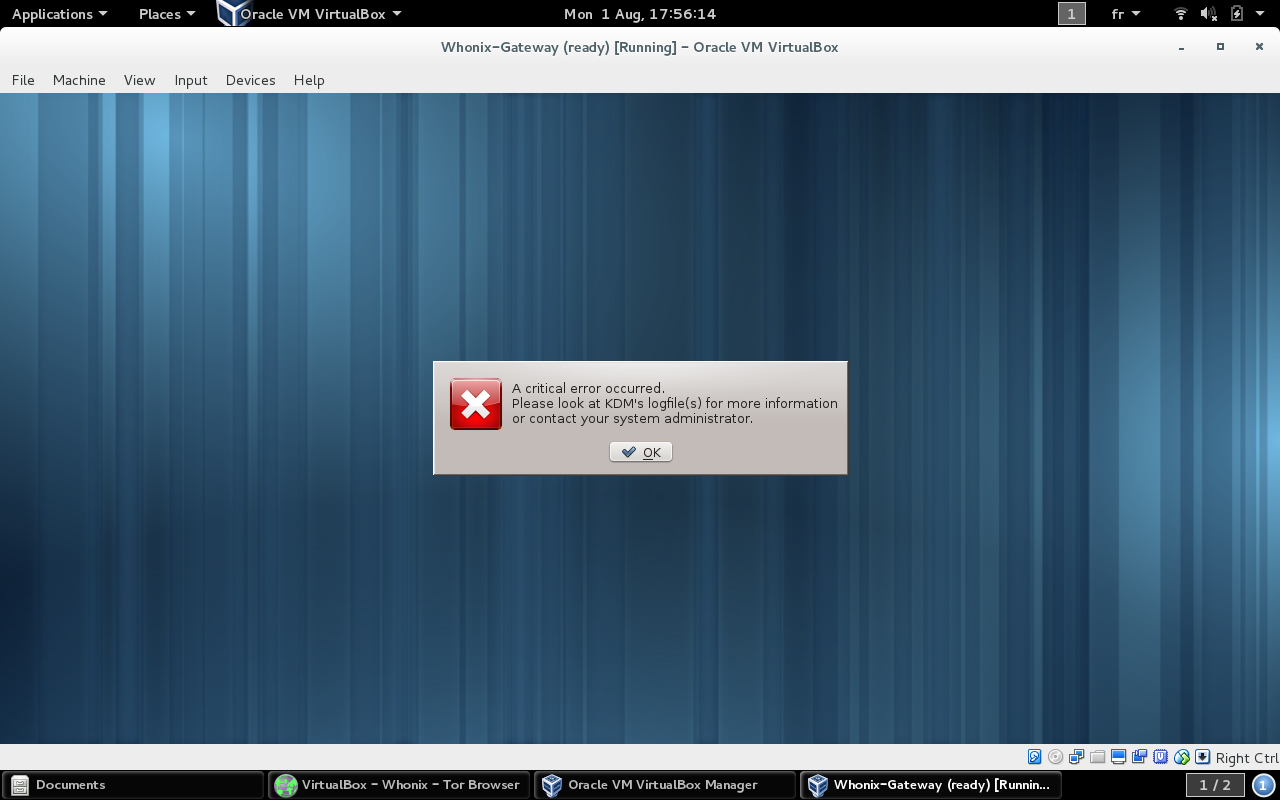 Applications Places Oracle VM VirtualBox Mon 1 Aug, 17:56:14 1 fr
Whonix-Gateway (ready) [Running] - Oracle VM VirtualBox
File Machine View Input Devices Help
A critical error occurred.
Please look at KDM's logfile(s) for more information
or contact your system administrator.
OK
Right Ctrl
Documents VirtualBox - Whonix - Tor Browser Oracle VM VirtualBox Manager Whonix-Gateway (ready) [Runnin... 1 / 2 1